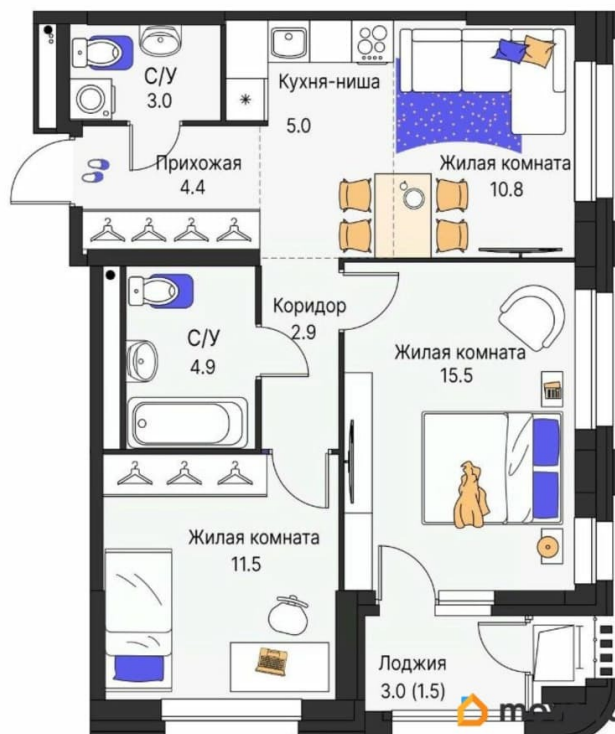 С/У
3.0
Кухня-ниша
5.0
Прихожая
4.4
Жилая комната
10.8
Коридор
2.9
С/У
4.9
Жилая комната
15.5
Жилая комната
11.5
Лоджия
3.0 (1.5)